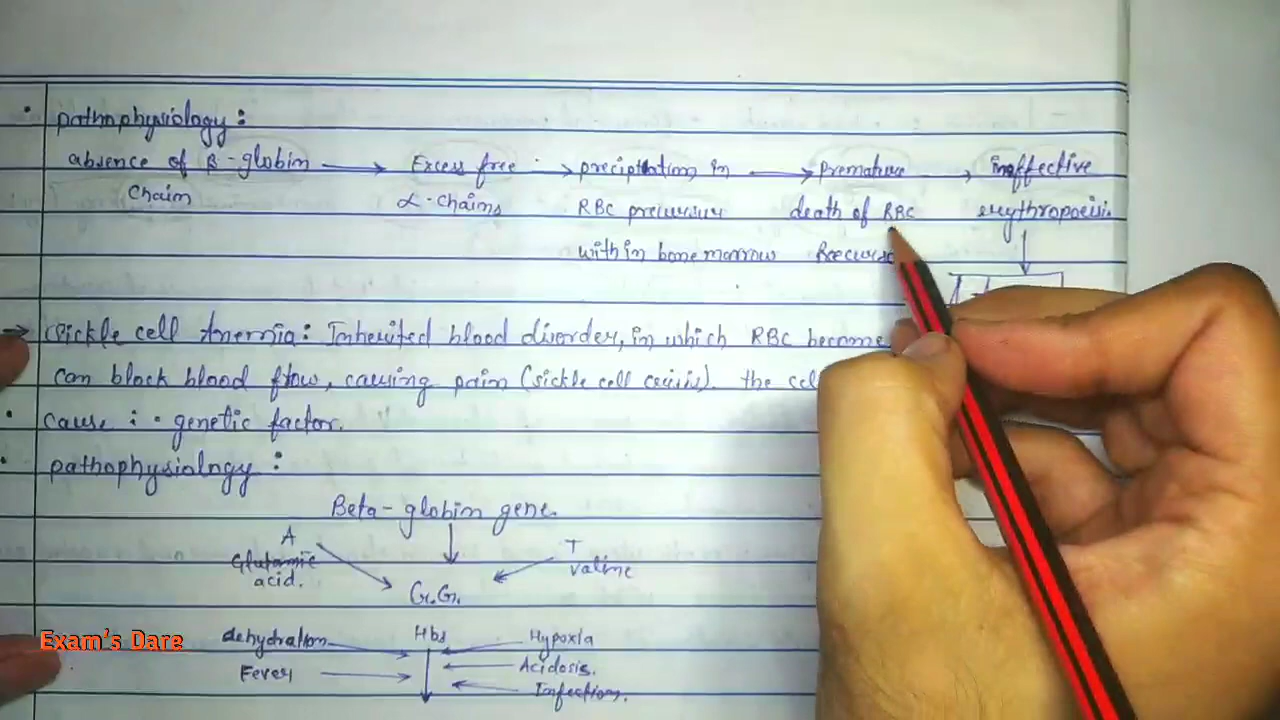 pathophysiology:
absence of β-globin → Excess free → precipitation in → Premature → ineffective
Chain α-chains RBC precursor death of RBC erythropoesis
within bone marrow Precurso
→ Sickle cell Anemia: Inherited blood disorder, in which RBC become
can block blood flow, causing pain (sickle cell crisis). the cel
• cause: • genetic factor.
• pathophysiology:
Beta-globin gene
A T
Glutamic valine
acid.
G.G.
dehydration Hbs Hypoxia
Fever Acidosis.
Infection.
Exam's Dare